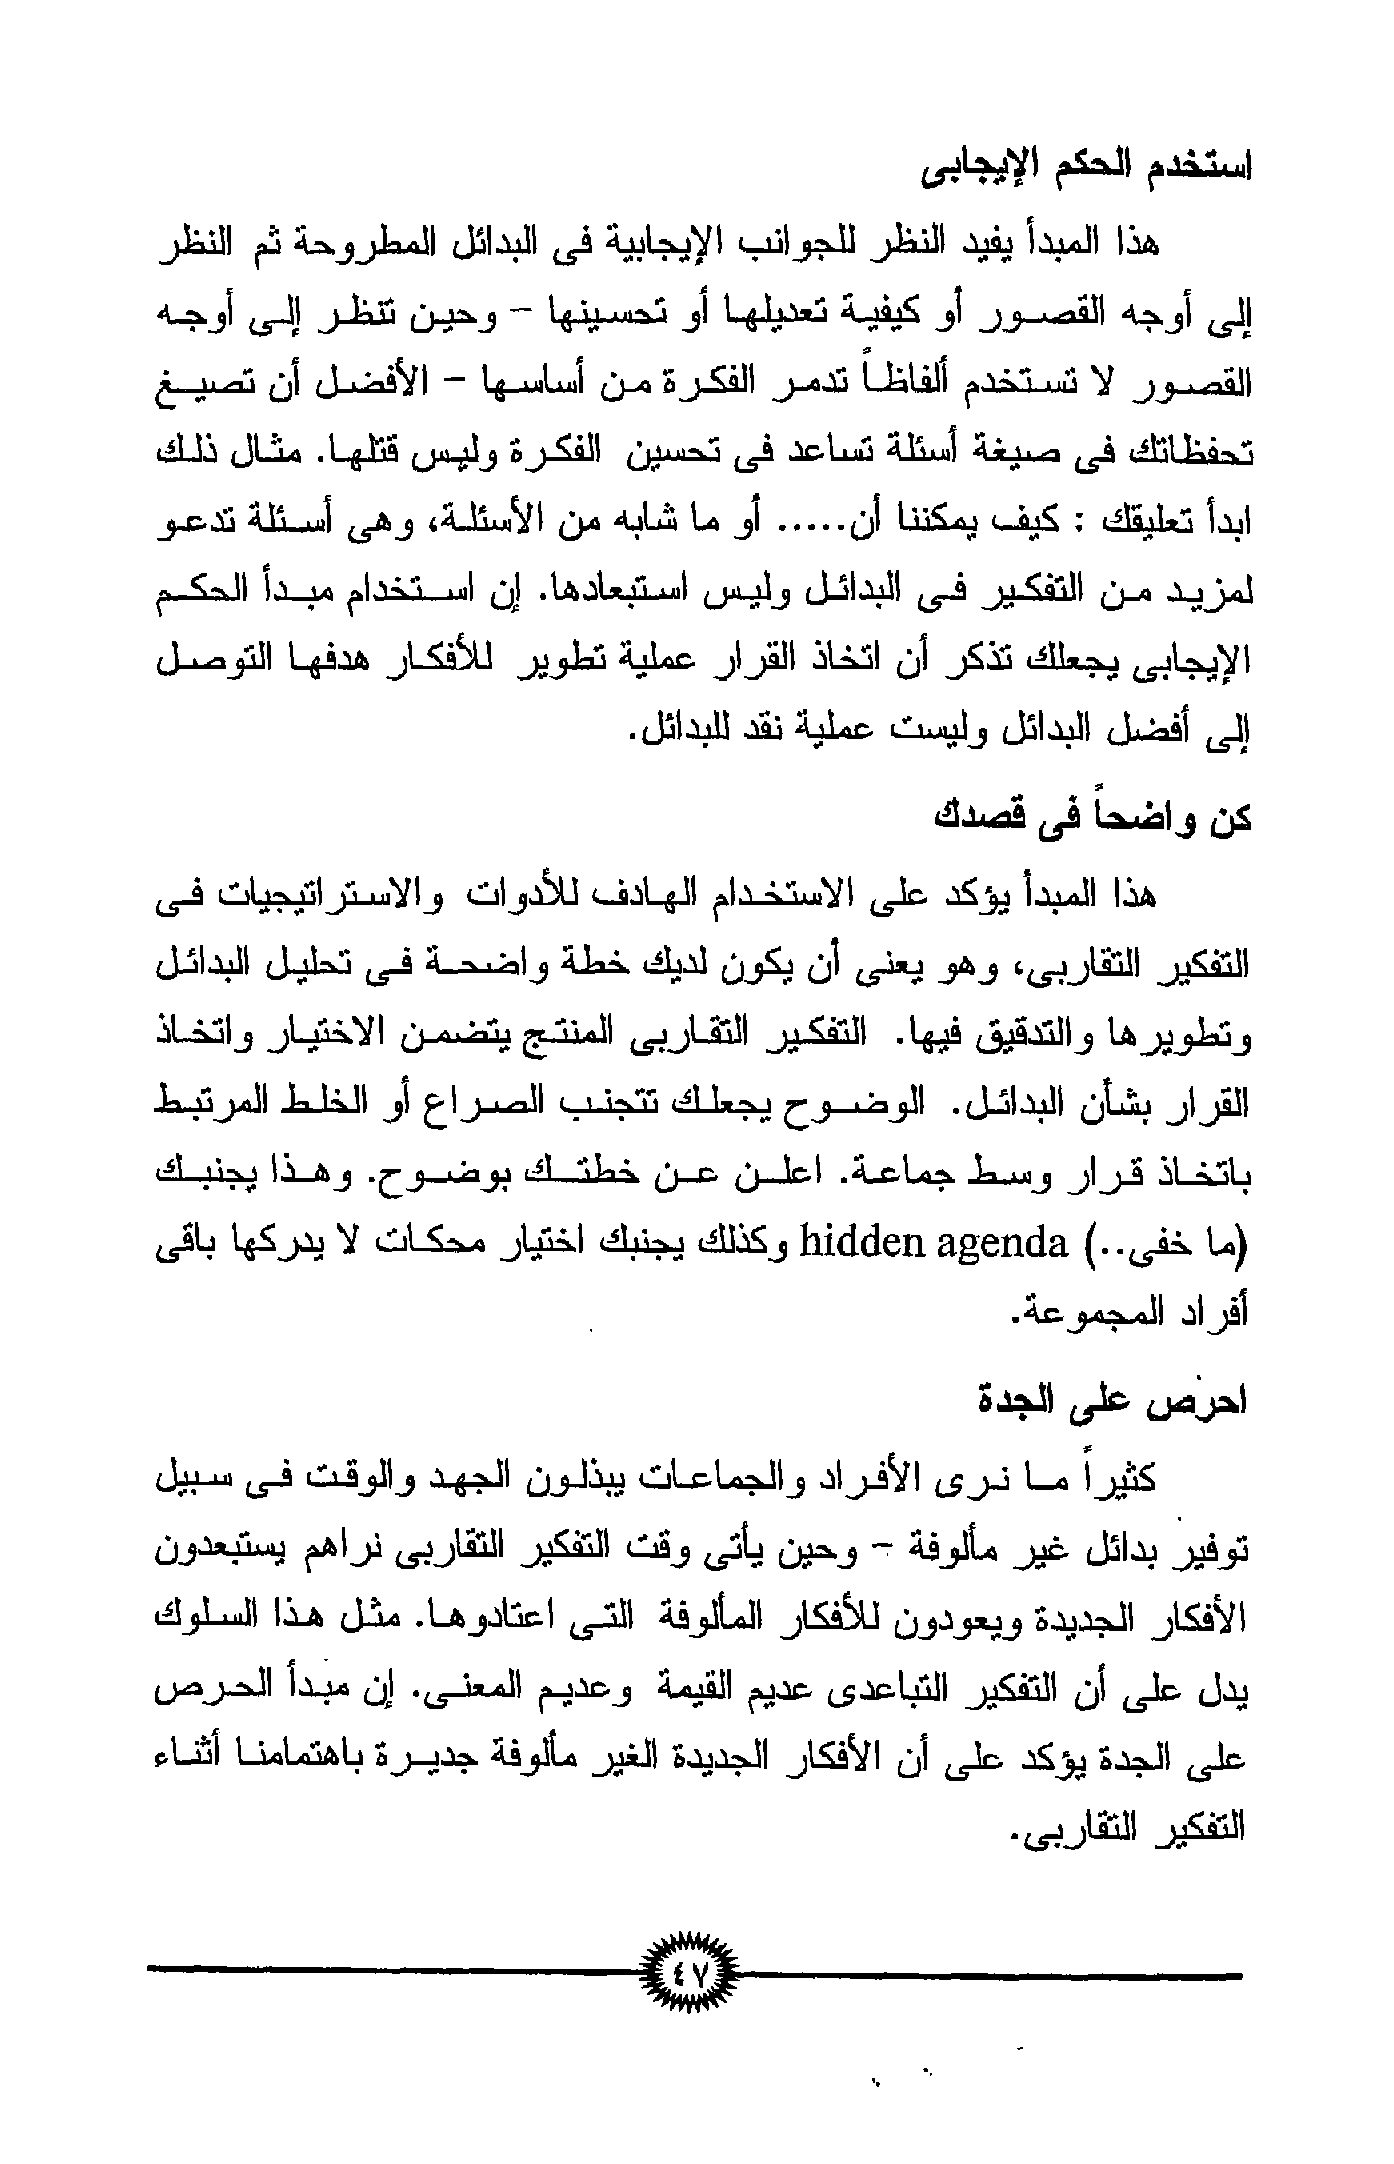 استخدم الحكم الإيجابى
هذا المبدأ يفيد النظر للجوانب الإيجابية فى البدائل المطروحة ثم النظر
إلى أوجه القصور أو كيفية تعديلها أو تحسينها - وحين تنظر إلى أوجه
القصور لا تستخدم ألفاظاً تدمر الفكرة من أساسها - الأفضل أن تصيغ
تحفظاتك فى صيغة أسئلة تساعد فى تحسين الفكرة وليس قتلها. مثال ذلك
ابدأ تعليقك : كيف يمكننا أن..... أو ما شابه من الأسئلة، وهى أسئلة تدعو
لمزيد من التفكير فى البدائل وليس استبعادها. إن استخدام مبدأ الحكم
الإيجابى يجعلك تذكر أن اتخاذ القرار عملية تطوير للأفكار هدفها التوصل
إلى أفضل البدائل وليست عملية نقد للبدائل.
كن واضحاً فى قصدك
هذا المبدأ يؤكد على الاستخدام الهادف للأدوات والاستراتيجيات فى
التفكير التقاربى، وهو يعنى أن يكون لديك خطة واضحة فى تحليل البدائل
وتطويرها والتدقيق فيها. التفكير التقاربى المنتج يتضمن الاختيار واتخاذ
القرار بشأن البدائل. الوضوح يجعلك تتجنب الصراع أو الخلط المرتبط
باتخاذ قرار وسط جماعة. اعلن عن خطتك بوضوح. وهذا يجنبك
(ما خفى..) hidden agenda وكذلك يجنبك اختيار محكات لا يدركها باقى
أفراد المجموعة.
احرص على الجدة
كثيراً ما نرى الأفراد والجماعات يبذلون الجهد والوقت فى سبيل
توفير بدائل غير مألوفة - وحين يأتى وقت التفكير التقاربى نراهم يستبعدون
الأفكار الجديدة ويعودون للأفكار المألوفة التى اعتادوها. مثل هذا السلوك
يدل على أن التفكير التباعدى عديم القيمة وعديم المعنى. إن مبدأ الحرص
على الجدة يؤكد على أن الأفكار الجديدة الغير مألوفة جديرة باهتمامنا أثناء
التفكير التقاربى.
٤٧